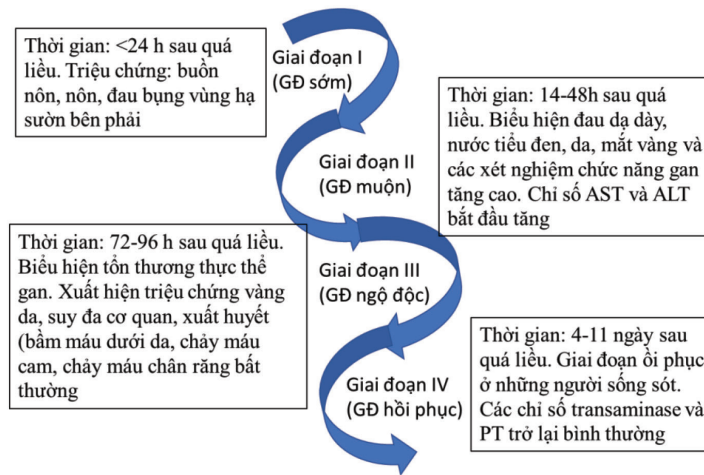 Thời gian: <24 h sau quá
liều. Triệu chứng: buồn
nôn, nôn, đau bụng vùng hạ
sườn bên phải
Giai đoạn I
(GĐ sớm)
Thời gian: 14-48h sau quá
liều. Biểu hiện đau dạ dày,
nước tiểu đen, da, mắt vàng và
các xét nghiệm chức năng gan
tăng cao. Chỉ số AST và ALT
bắt đầu tăng
Giai đoạn II
(GĐ muộn)
Thời gian: 72-96 h sau quá liều.
Biểu hiện tổn thương thực thể
gan. Xuất hiện triệu chứng vàng
da, suy đa cơ quan, xuất huyết
(bầm máu dưới da, chảy máu
cam, chảy máu chân răng bất
thường
Giai đoạn III
(GĐ ngộ độc)
Thời gian: 4-11 ngày sau
quá liều. Giai đoạn ồi phục
ở những người sống sót.
Các chỉ số transaminase và
PT trở lại bình thường
Giai đoạn IV
(GĐ hồi phục)